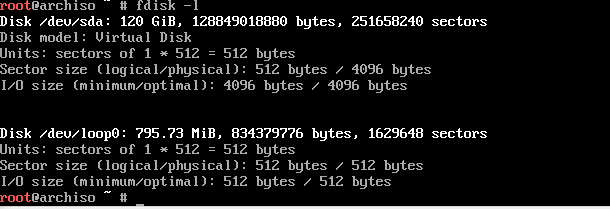 root@archiso ~ # fdisk -l
Disk /dev/sda: 120 GiB, 128849018880 bytes, 251658240 sectors
Disk model: Virtual Disk
Units: sectors of 1 * 512 = 512 bytes
Sector size (logical/physical): 512 bytes / 4096 bytes
I/O size (minimum/optimum): 4096 bytes / 4096 bytes
Disk /dev/loop0: 795.73 MiB, 834379776 bytes, 1629648 sectors
Units: sectors of 1 * 512 = 512 bytes
Sector size (logical/physical): 512 bytes / 512 bytes
I/O size (minimum/optimum): 512 bytes / 512 bytes
root@archiso ~ # _